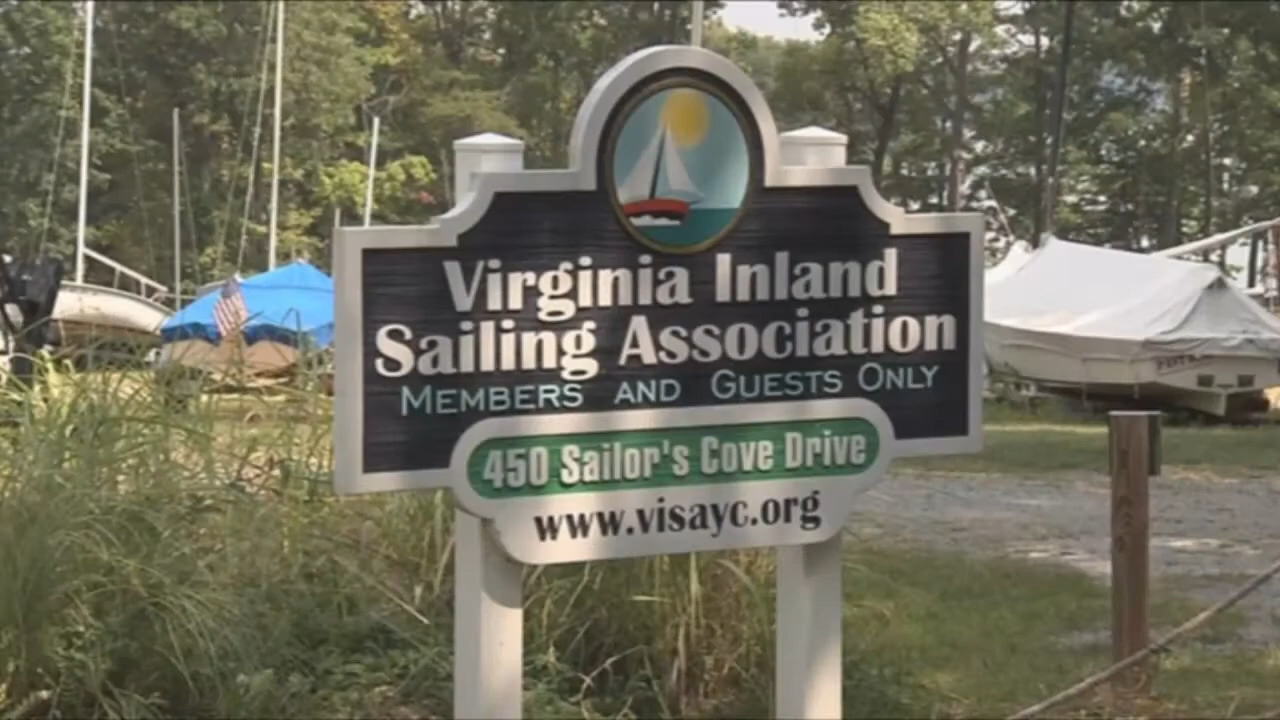 Virginia Inland
Sailing Association
MEMBERS AND GUESTS ONLY
450 Sailor's Cove Drive
www.visayc.org